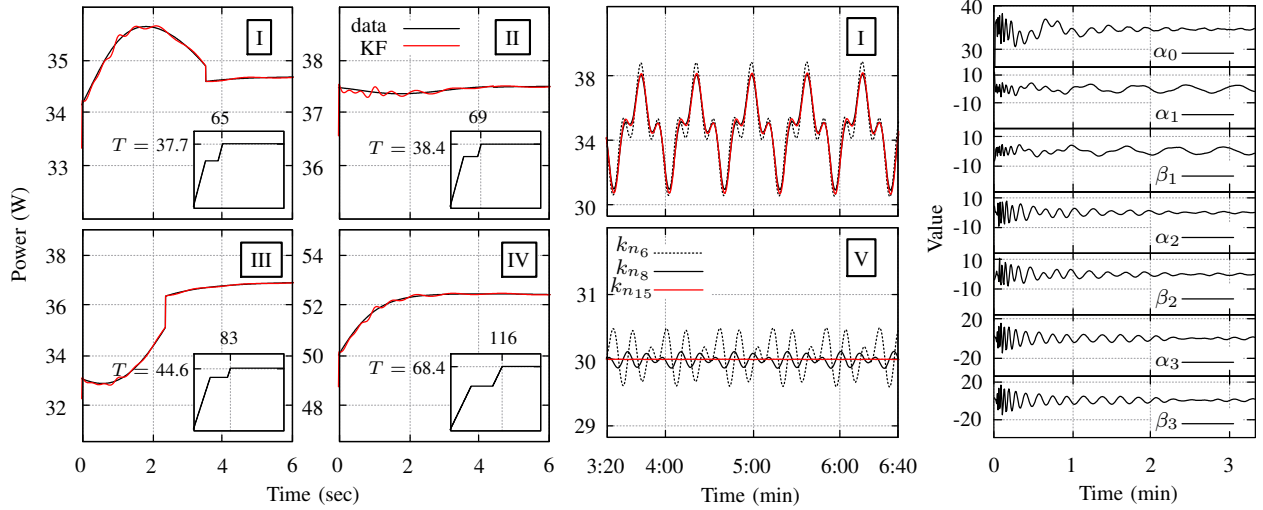 Power (W)
35
34
33
I
65
T = 37.7
data
KF
II
38
37
36
35
69
T = 38.4
III
38
36
34
32
83
T = 44.6
0 2 4 6
IV
54
52
50
48
116
T = 68.4
0 2 4 6
Time (sec)
I
38
34
30
k_{n_6}
k_{n_8}
k_{n_{15}}
V
31
30
29
3:20 4:00 5:00 6:00 6:40
Time (min)
Value
40
30
α_0
10
-10
α_1
10
-10
β_1
10
-10
α_2
10
-10
β_2
20
-20
α_3
20
-20
β_3
0 1 2 3
Time (min)